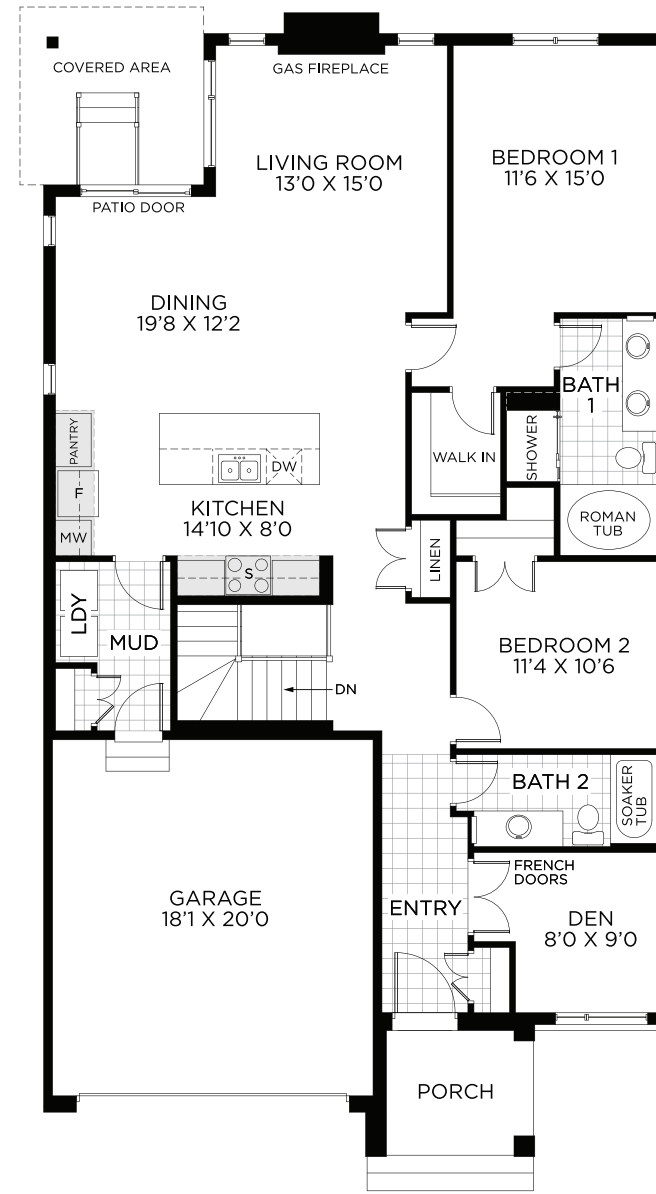 COVERED AREA
GAS FIREPLACE
LIVING ROOM
13'0 X 15'0
BEDROOM 1
11'6 X 15'0
PATIO DOOR
DINING
19'8 X 12'2
BATH
1
PANTRY
WALK IN
SHOWER
DW
F
KITCHEN
14'10 X 8'0
MW
ROMAN
TUB
LINEN
S
LDY
MUD
BEDROOM 2
11'4 X 10'6
DN
BATH 2
SOAKER
TUB
FRENCH
DOORS
GARAGE
18'1 X 20'0
ENTRY
DEN
8'0 X 9'0
PORCH